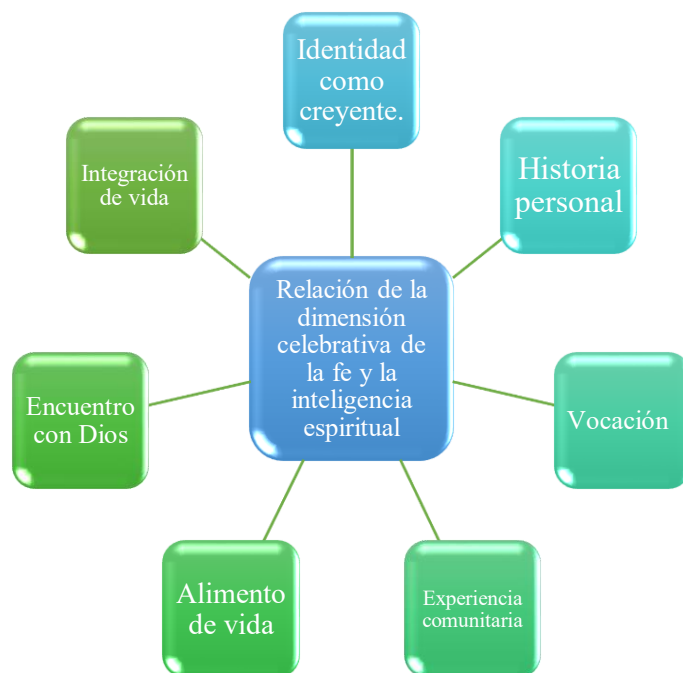 Identidad
como
creyente.
Historia
personal
Vocación
Experiencia
comunitaria
Alimento
de vida
Encuentro
con Dios
Integración
de vida
Relación de la
dimensión
celebrativa de
la fe y la
inteligencia
espiritual